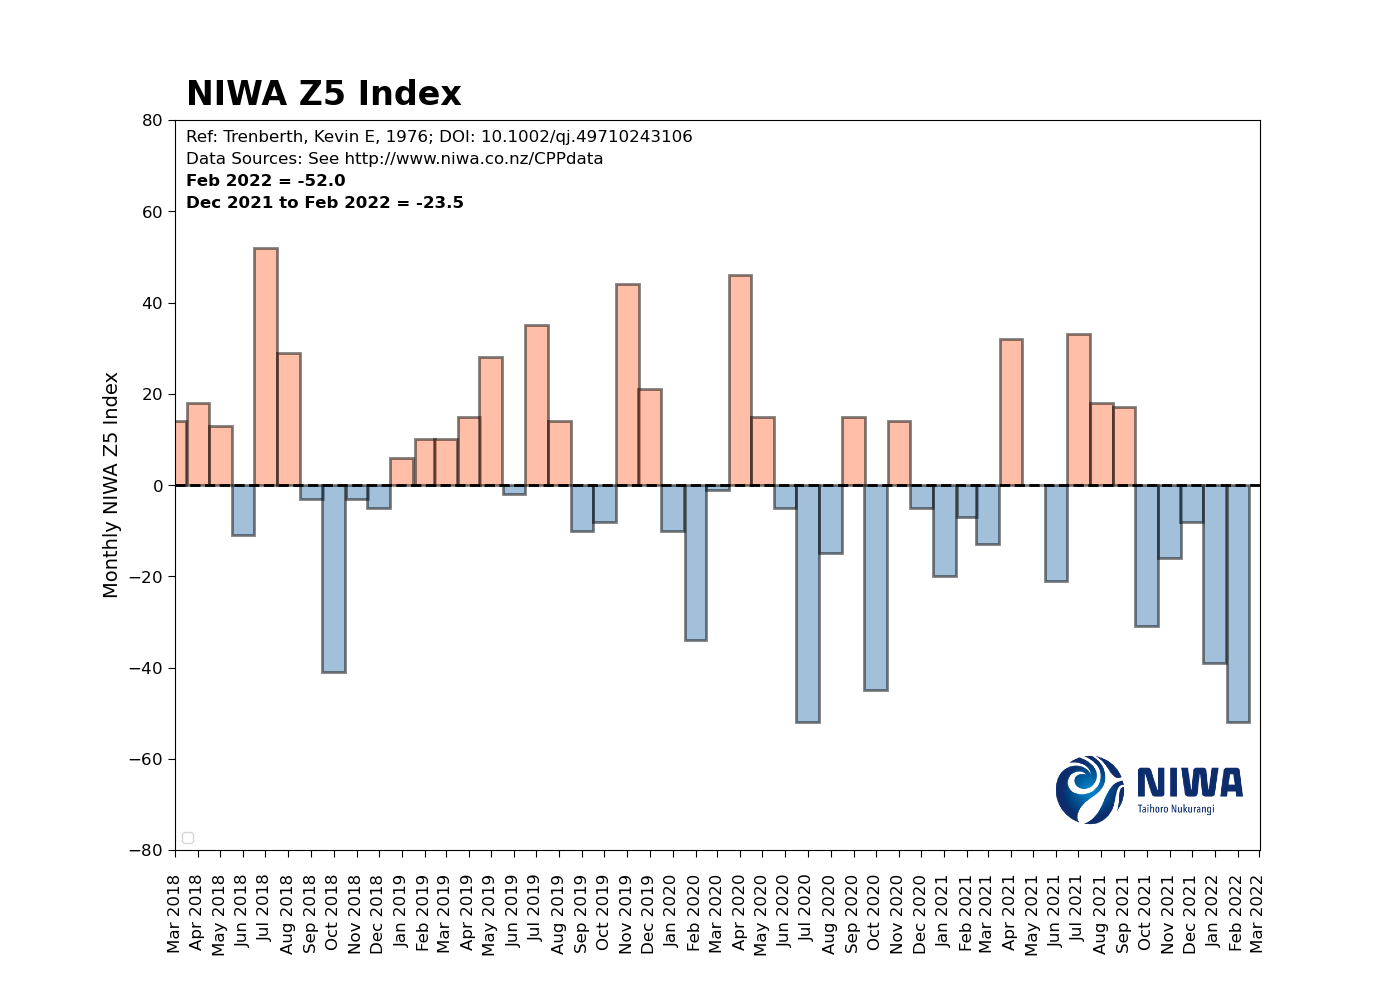 NIWA Z5 Index
Ref: Trenberth, Kevin E, 1976; DOI: 10.1002/qj.49710243106
Data Sources: See http://www.niwa.co.nz/CPPdata
Feb 2022 = -52.0
Dec 2021 to Feb 2022 = -23.5
Monthly NIWA Z5 Index
80
60
40
20
0
−20
−40
−60
−80
NIWA
Taihoro Nukurangi
Mar 2018
Apr 2018
May 2018
Jun 2018
Jul 2018
Aug 2018
Sep 2018
Oct 2018
Nov 2018
Dec 2018
Jan 2019
Feb 2019
Mar 2019
Apr 2019
May 2019
Jun 2019
Jul 2019
Aug 2019
Sep 2019
Oct 2019
Nov 2019
Dec 2019
Jan 2020
Feb 2020
Mar 2020
Apr 2020
May 2020
Jun 2020
Jul 2020
Aug 2020
Sep 2020
Oct 2020
Nov 2020
Dec 2020
Jan 2021
Feb 2021
Mar 2021
Apr 2021
May 2021
Jun 2021
Jul 2021
Aug 2021
Sep 2021
Oct 2021
Nov 2021
Dec 2021
Jan 2022
Feb 2022
Mar 2022